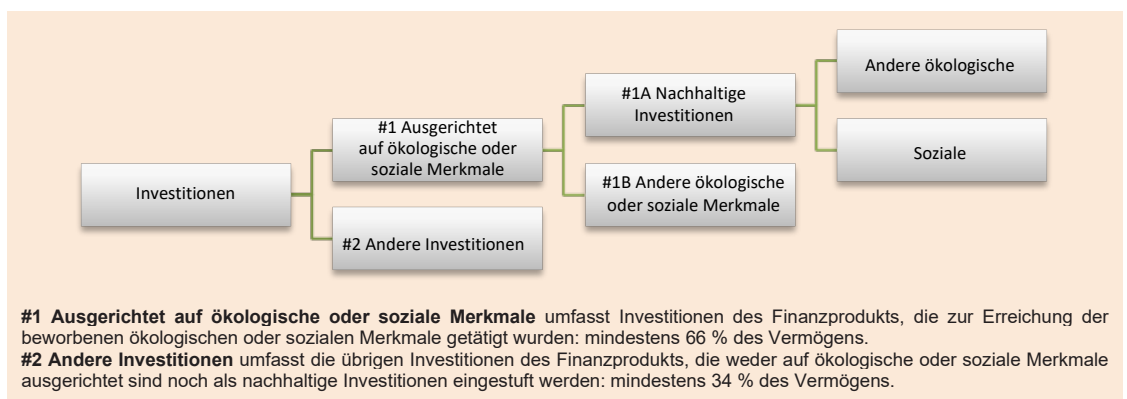 Andere ökologische
#1A Nachhaltige
Investitionen
#1 Ausgerichtet
auf ökologische oder
soziale Merkmale
Soziale
Investitionen
#1B Andere ökologische
oder soziale Merkmale
#2 Andere Investitionen
#1 Ausgerichtet auf ökologische oder soziale Merkmale umfasst Investitionen des Finanzprodukts, die zur Erreichung der
beworbenen ökologischen oder sozialen Merkmale getätigt wurden: mindestens 66 % des Vermögens.
#2 Andere Investitionen umfasst die übrigen Investitionen des Finanzprodukts, die weder auf ökologische oder soziale Merkmale
ausgerichtet sind noch als nachhaltige Investitionen eingestuft werden: mindestens 34 % des Vermögens.